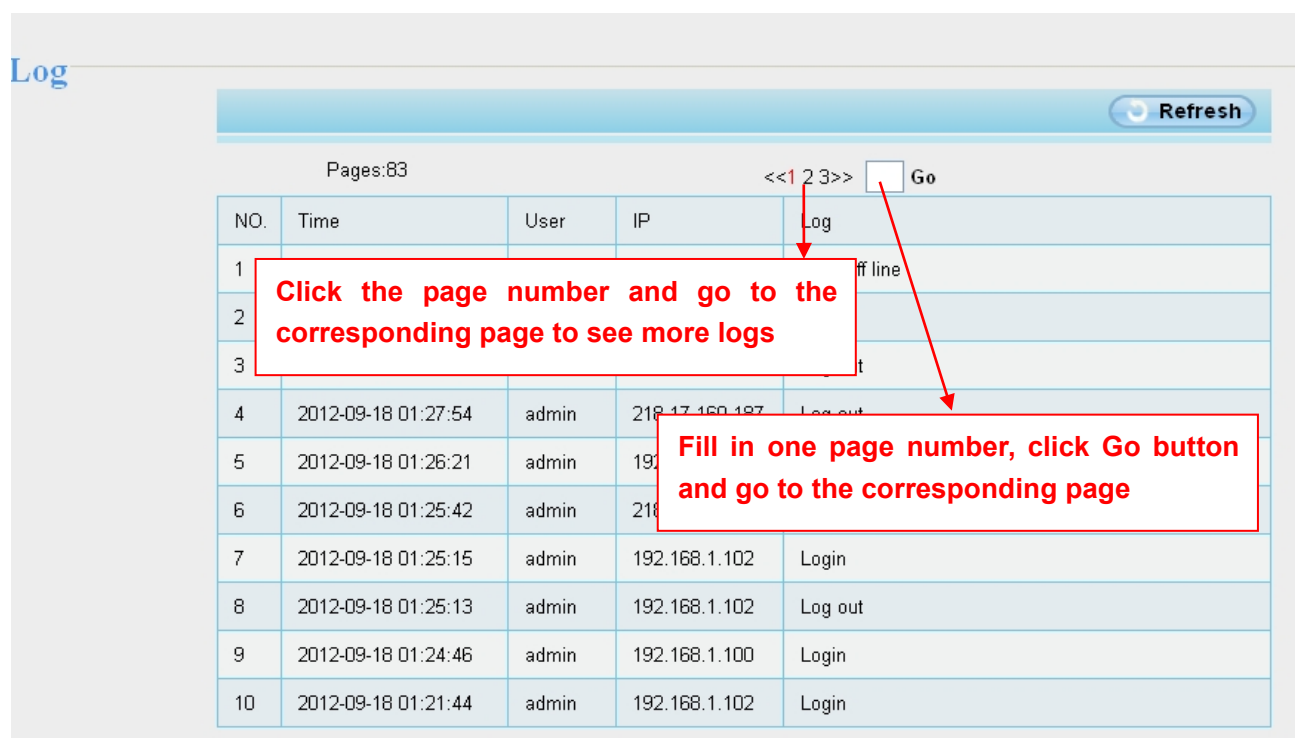 Log
Refresh
Pages:83 <<1 2 3>> Go
NO. Time User IP Log
1 line
Click the page number and go to the
corresponding page to see more logs
2
3
4 2012-09-18 01:27:54 admin 218.17.160.187 Log out
Fill in one page number, click Go button
and go to the corresponding page
5 2012-09-18 01:26:21 admin
6 2012-09-18 01:25:42 admin
7 2012-09-18 01:25:15 admin 192.168.1.102 Login
8 2012-09-18 01:25:13 admin 192.168.1.102 Log out
9 2012-09-18 01:24:46 admin 192.168.1.100 Login
10 2012-09-18 01:21:44 admin 192.168.1.102 Login